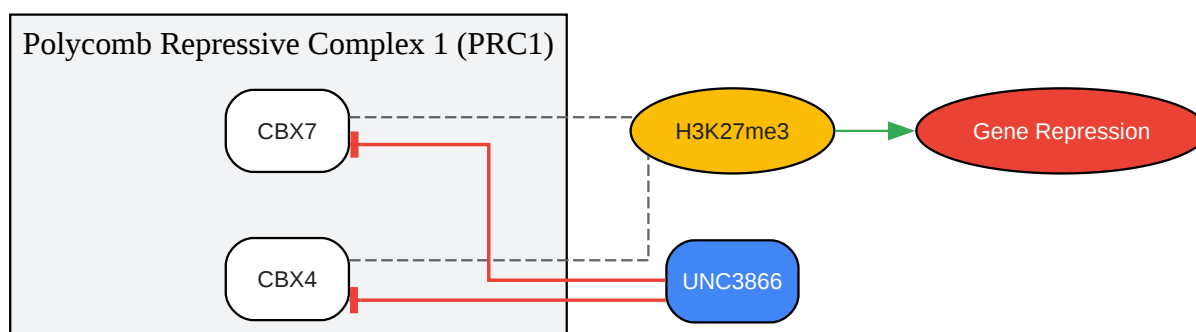 Polycomb Repressive Complex 1 (PRC1)
CBX7
H3K27me3
Gene Repression
CBX4
UNC3866